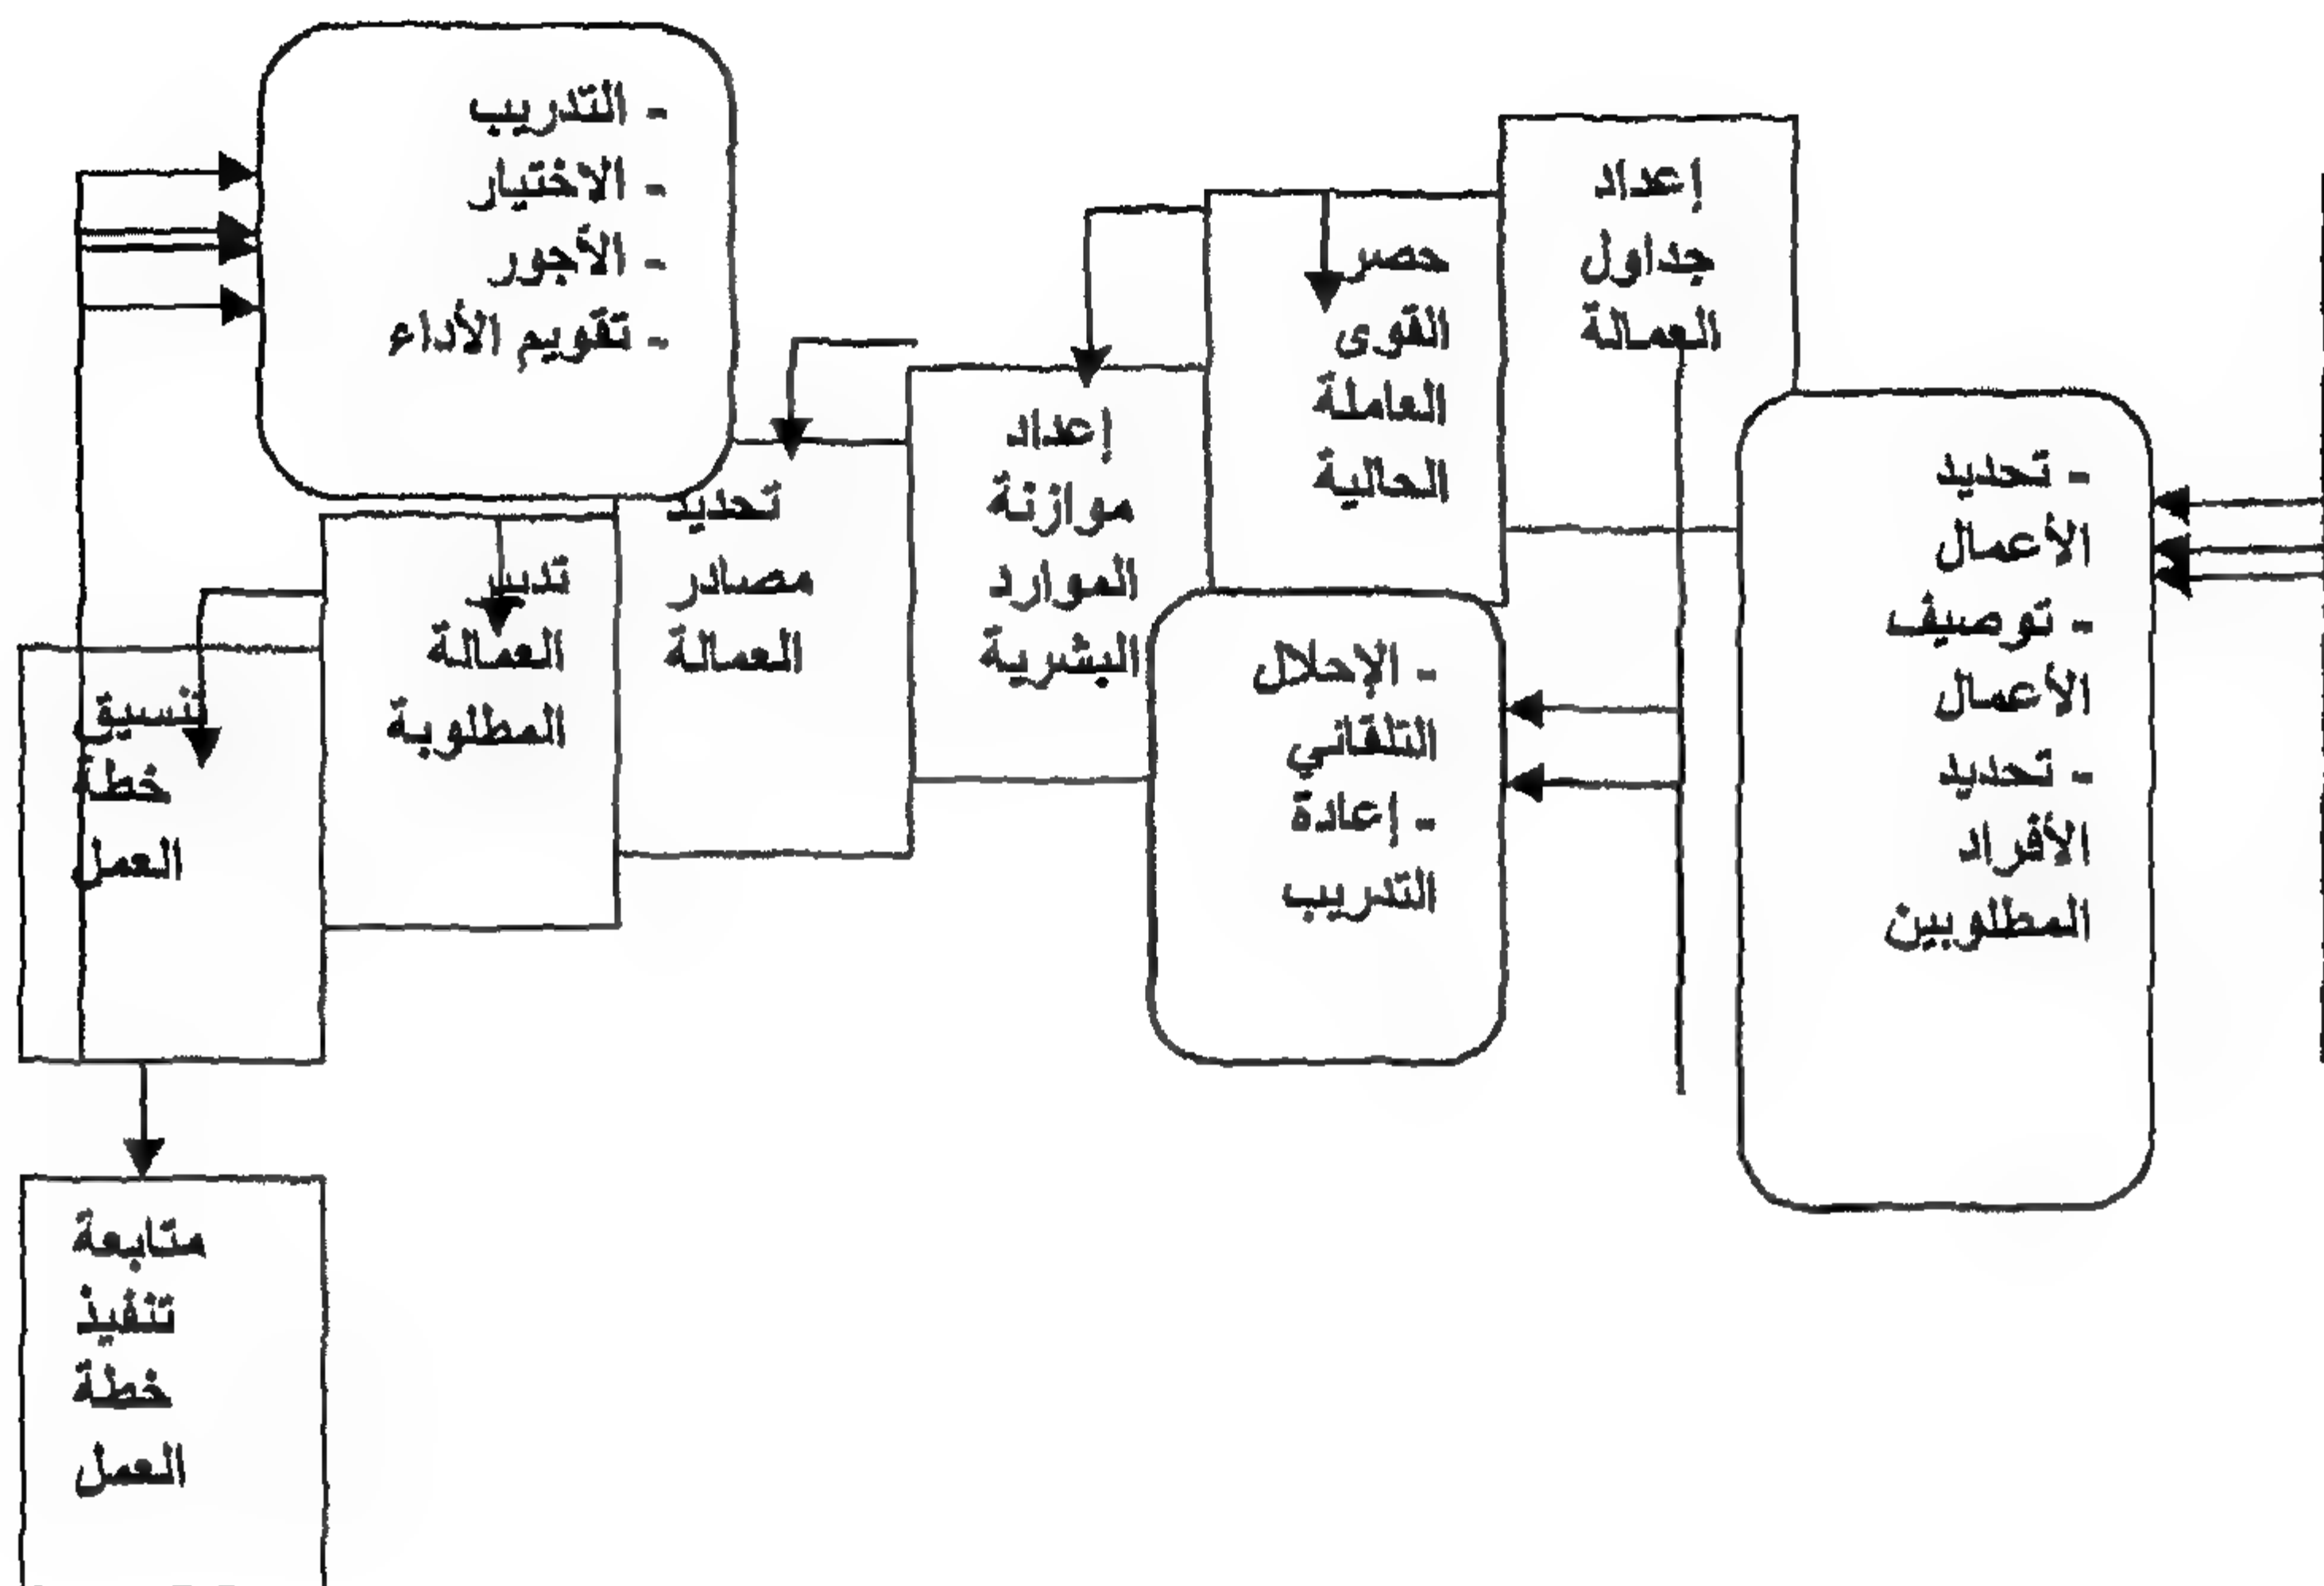 - تحديد
الأعمال
- توصيف
الأعمال
- تحديد
الأفراد
المطلوبين
إعداد
جداول
العمالة
حصر
القوى
العاملة
الحالية
- الإحلال
التلقائي
- إعادة
التدريب
إعداد
موازنة
الموارد
البشرية
تحديد
مصادر
العمالة
- التدريب
- الاختيار
- الأجور
- تقويم الأداء
العمالة
المطلوبة
تنسيق
خطة
العمل
متابعة
تنفيذ
خطة
العمل